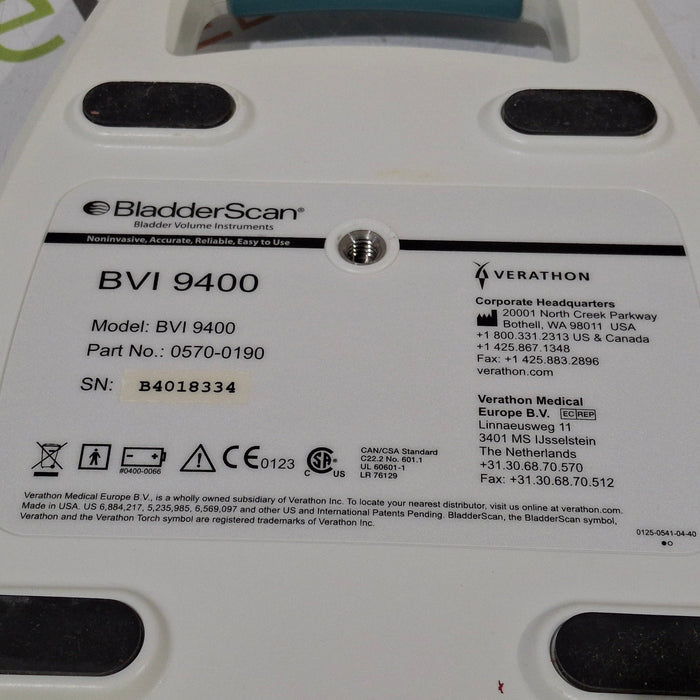 BladderScan®
Bladder Volume Instruments
Noninvasive, Accurate, Reliable, Easy to Use
BVI 9400
Model: BVI 9400
Part No.: 0570-0190
SN: B4018334
VERATHON
Corporate Headquarters
20001 North Creek Parkway
Bothell, WA 98011 USA
+1 800.331.2313 US & Canada
+1 425.867.1348
Fax: +1 425.883.2896
verathon.com
Verathon Medical
Europe B.V. EC REP
Linnaeusweg 11
3401 MS IJsselstein
The Netherlands
+31.30.68.70.570
Fax: +31.30.68.70.512
#0400-0066
CE 0123
C SA US
CAN/CSA Standard
C22.2 No. 601.1
UL 60601-1
LR 76129
Verathon Medical Europe B.V., is a wholly owned subsidiary of Verathon Inc. To locate your nearest distributor, visit us online at verathon.com.
Made in USA. US 6,884,217, 5,235,985, 6,569,097 and other US and International Patents Pending. BladderScan, the BladderScan symbol,
Verathon and the Verathon Torch symbol are registered trademarks of Verathon Inc.
0125-0541-04-40